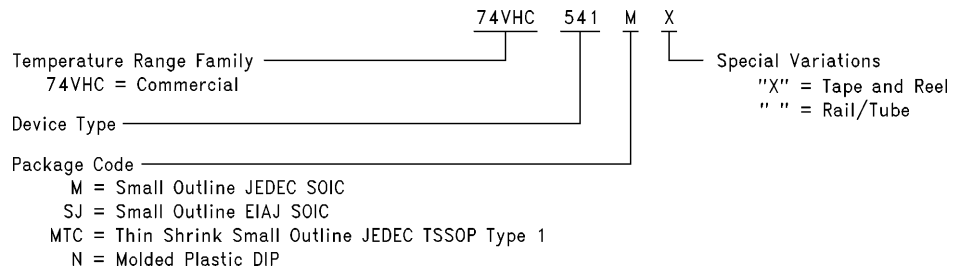 74VHC 541 M X
Temperature Range Family
74VHC = Commercial
Special Variations
"X" = Tape and Reel
" " = Rail/Tube
Device Type
Package Code
M = Small Outline JEDEC SOIC
SJ = Small Outline EIAJ SOIC
MTC = Thin Shrink Small Outline JEDEC TSSOP Type 1
N = Molded Plastic DIP